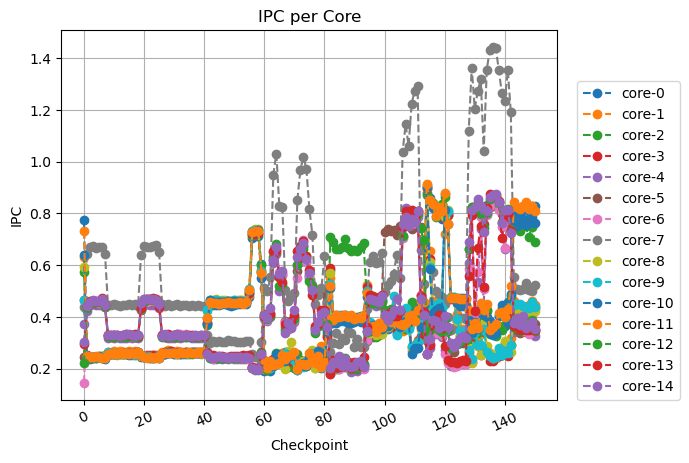 IPC per Core
IPC
1.4
1.2
1.0
0.8
0.6
0.4
0.2
0
20
40
60
80
100
120
140
Checkpoint
core-0
core-1
core-2
core-3
core-4
core-5
core-6
core-7
core-8
core-9
core-10
core-11
core-12
core-13
core-14